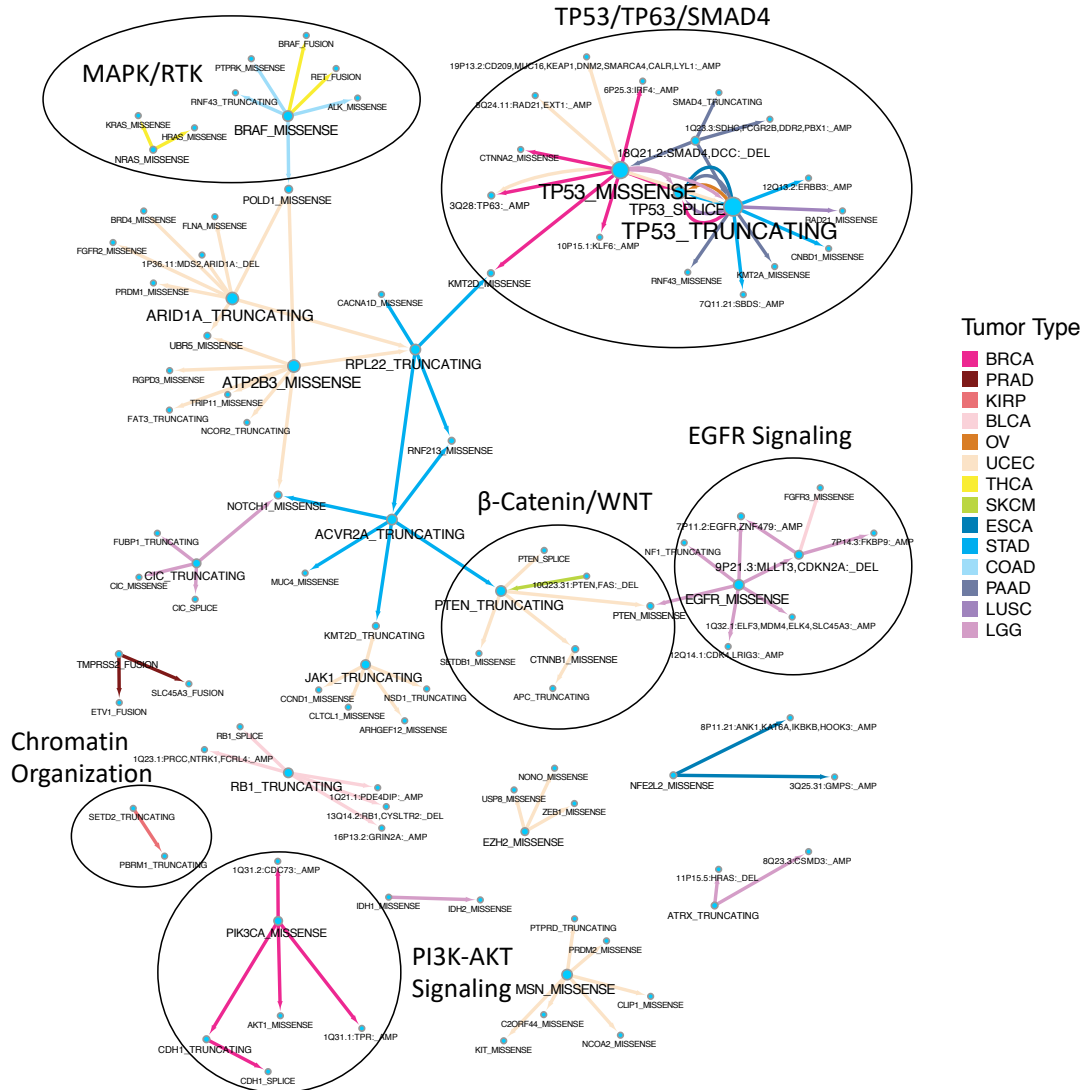 TP53/TP63/SMAD4
MAPK/RTK
BRAF_FUSION
PTPRK_MISSENSE
RET_FUSION
RNF43_TRUNCATING
ALK_MISSENSE
KRAS_MISSENSE
HRAS_MISSENSE
BRAF_MISSENSE
NRAS_MISSENSE
19P13.2:CD209,MUC16,KEAP1,DNM2,SMARCA4,CALR,LYL1:_AMP
6P25.3:IRF4:_AMP
8Q24.11:RAD21,EXT1:_AMP
SMAD4_TRUNCATING
1Q23.3:SDHC,FCGR2B,DDR2,PBX1:_AMP
CTNNA2_MISSENSE
18Q21.2:SMAD4,DCC:_DEL
TP53_MISSENSE
12Q13.2:ERBB3:_AMP
3Q28:TP63:_AMP
TP53_SPLICE
RAD21_MISSENSE
TP53_TRUNCATING
10P15.1:KLF6:_AMP
CNBD1_MISSENSE
RNF43_MISSENSE
KMT2A_MISSENSE
KMT2D_MISSENSE
7Q11.21:SBDS:_AMP
POLD1_MISSENSE
BRD4_MISSENSE
FLNA_MISSENSE
FGFR2_MISSENSE
1P36.11:MDS2,ARID1A:_DEL
PRDM1_MISSENSE
CACNA1D_MISSENSE
ARID1A_TRUNCATING
UBR5_MISSENSE
RPL22_TRUNCATING
RGPD3_MISSENSE
ATP2B3_MISSENSE
TRIP11_MISSENSE
FAT3_TRUNCATING
NCOR2_TRUNCATING
RNF213_MISSENSE
Tumor Type
BRCA
PRAD
KIRP
BLCA
OV
UCEC
THCA
SKCM
ESCA
STAD
COAD
PAAD
LUSC
LGG
EGFR Signaling
β-Catenin/WNT
FGFR3_MISSENSE
NOTCH1_MISSENSE
7P11.2:EGFR,ZNF479:_AMP
ACVR2A_TRUNCATING
FUBP1_TRUNCATING
NF1_TRUNCATING
7P14.3:FKBP9:_AMP
PTEN_SPLICE
9P21.3:MLLT3,CDKN2A:_DEL
CIC_TRUNCATING
MUC4_MISSENSE
10Q23.31:PTEN,FAS:_DEL
CIC_MISSENSE
EGFR_MISSENSE
CIC_SPLICE
PTEN_TRUNCATING
PTEN_MISSENSE
1Q32.1:ELF3,MDM4,ELK4,SLC45A3:_AMP
KMT2D_TRUNCATING
12Q14.1:CDK4,LRIG3:_AMP
SETDB1_MISSENSE
CTNNB1_MISSENSE
TMPRSS2_FUSION
JAK1_TRUNCATING
SLC45A3_FUSION
CCND1_MISSENSE
NSD1_TRUNCATING
APC_TRUNCATING
ETV1_FUSION
CLTCL1_MISSENSE
ARHGEF12_MISSENSE
8P11.21:ANK1,KAT6A,IKBKB,HOOK3:_AMP
Chromatin
Organization
RB1_SPLICE
1Q23.1:PRCC,NTRK1,FCRL4:_AMP
NONO_MISSENSE
NFE2L2_MISSENSE
3Q25.31:GMPS:_AMP
RB1_TRUNCATING
1Q21.1:PDE4DIP:_AMP
USP8_MISSENSE
ZEB1_MISSENSE
SETD2_TRUNCATING
13Q14.2:RB1,CYSLTR2:_DEL
16P13.2:GRIN2A:_AMP
EZH2_MISSENSE
PBRM1_TRUNCATING
1Q31.2:CDC73:_AMP
8Q23.3:CSMD3:_AMP
11P15.5:HRAS:_DEL
IDH1_MISSENSE
IDH2_MISSENSE
ATRX_TRUNCATING
PIK3CA_MISSENSE
PTPRD_TRUNCATING
PI3K-AKT
Signaling
PRDM2_MISSENSE
MSN_MISSENSE
CLIP1_MISSENSE
AKT1_MISSENSE
1Q31.1:TPR:_AMP
C2ORF44_MISSENSE
CDH1_TRUNCATING
KIT_MISSENSE
NCOA2_MISSENSE
CDH1_SPLICE